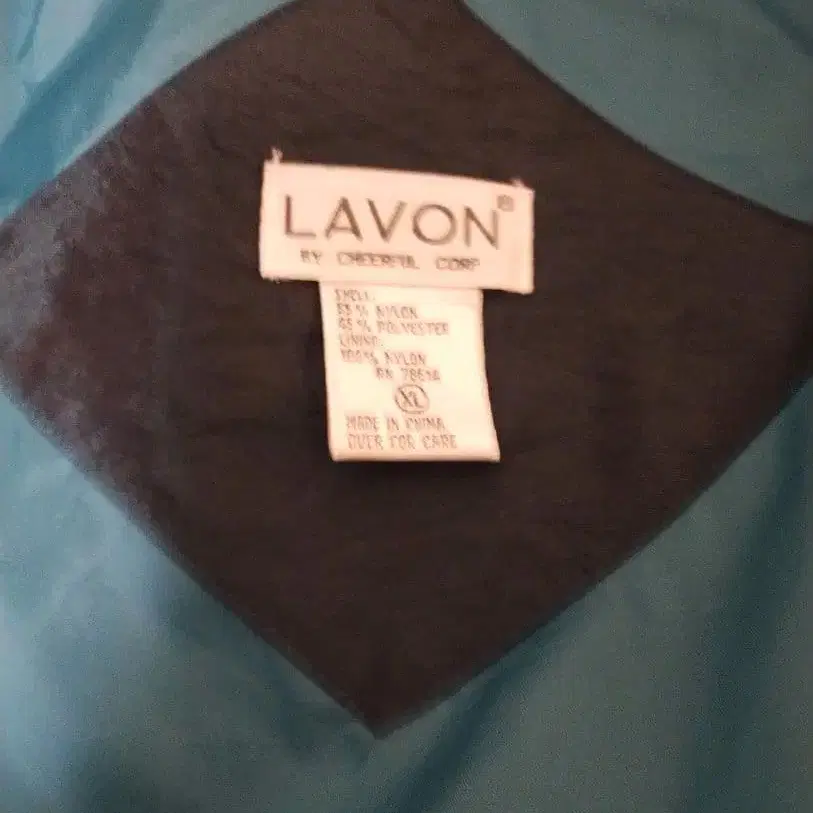 LAVON®
BY CHEERFUL CORP
SHELL:
55% NYLON
45% POLYESTER
LINING:
100% NYLON
RN 78614
XL
MADE IN CHINA
OVER FOR CARE